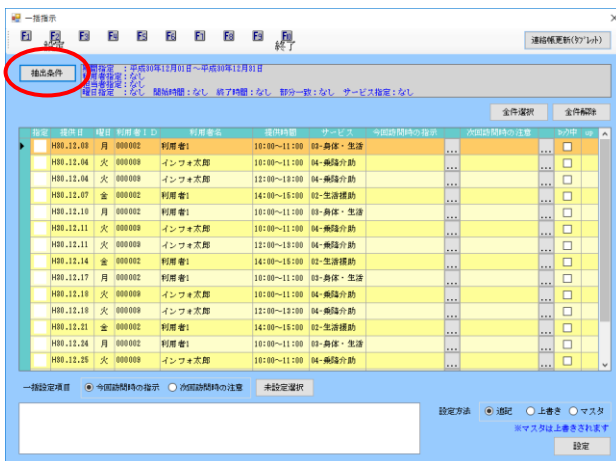 一括指示
F1 F2 F3 F4 F5 F6 F7 F8 F9
設定 終了
連絡帳更新(ﾀﾌﾞﾚｯﾄ)
抽出条件
期間指定 :平成30年12月01日～平成30年12月31日
利用者指定:なし
担当者指定:なし
曜日指定 :なし 開始時間:なし 終了時間:なし 部分一致:なし サービス指定:なし
全件選択 全件解除
指定 提供日 曜日 利用者ID 利用者名 提供時間 サービス 今回訪問時の指示 次回訪問時の注意 ﾛｯｸ中 up
H30.12.03 月 000002 利用者1 10:00～11:00 03-身体・生活 ... ...
H30.12.04 火 000009 インフォ太郎 10:00～11:00 04-乗降介助 ... ...
H30.12.04 火 000009 インフォ太郎 12:00～13:00 04-乗降介助 ... ...
H30.12.07 金 000002 利用者1 14:00～15:00 02-生活援助 ... ...
H30.12.10 月 000002 利用者1 10:00～11:00 03-身体・生活 ... ...
H30.12.11 火 000009 インフォ太郎 10:00～11:00 04-乗降介助 ... ...
H30.12.11 火 000009 インフォ太郎 12:00～13:00 04-乗降介助 ... ...
H30.12.14 金 000002 利用者1 14:00～15:00 02-生活援助 ... ...
H30.12.17 月 000002 利用者1 10:00～11:00 03-身体・生活 ... ...
H30.12.18 火 000009 インフォ太郎 10:00～11:00 04-乗降介助 ... ...
H30.12.18 火 000009 インフォ太郎 12:00～13:00 04-乗降介助 ... ...
H30.12.21 金 000002 利用者1 14:00～15:00 02-生活援助 ... ...
H30.12.24 月 000002 利用者1 10:00～11:00 03-身体・生活 ... ...
H30.12.25 火 000009 インフォ太郎 10:00～11:00 04-乗降介助 ... ...
一括設定項目 今回訪問時の指示 次回訪問時の注意 未設定選択
設定方法 追記 上書き マスタ
※マスタは上書きされます
設定